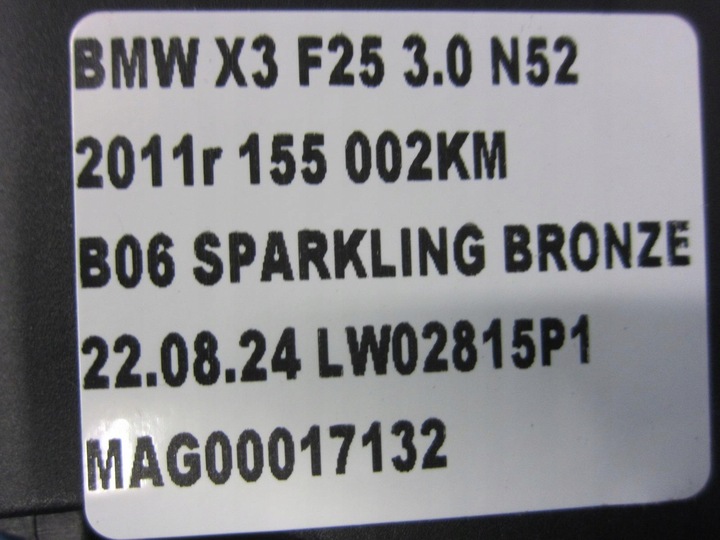 BMW X3 F25 3.0 N52
2011r 155 002KM
B06 SPARKLING BRONZE
22.08.24 LW02815P1
MAG00017132